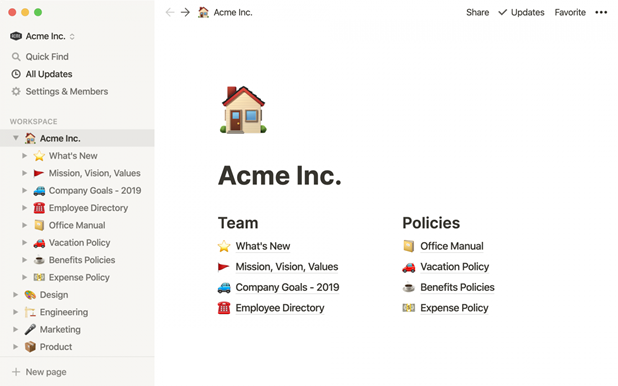 Acme Inc.
Quick Find
All Updates
Settings & Members
WORKSPACE
Acme Inc.
What's New
Mission, Vision, Values
Company Goals - 2019
Employee Directory
Office Manual
Vacation Policy
Benefits Policies
Expense Policy
Design
Engineering
Marketing
Product
New page
Acme Inc.
Share Updates Favorite
Acme Inc.
Team
What's New
Mission, Vision, Values
Company Goals - 2019
Employee Directory
Policies
Office Manual
Vacation Policy
Benefits Policies
Expense Policy